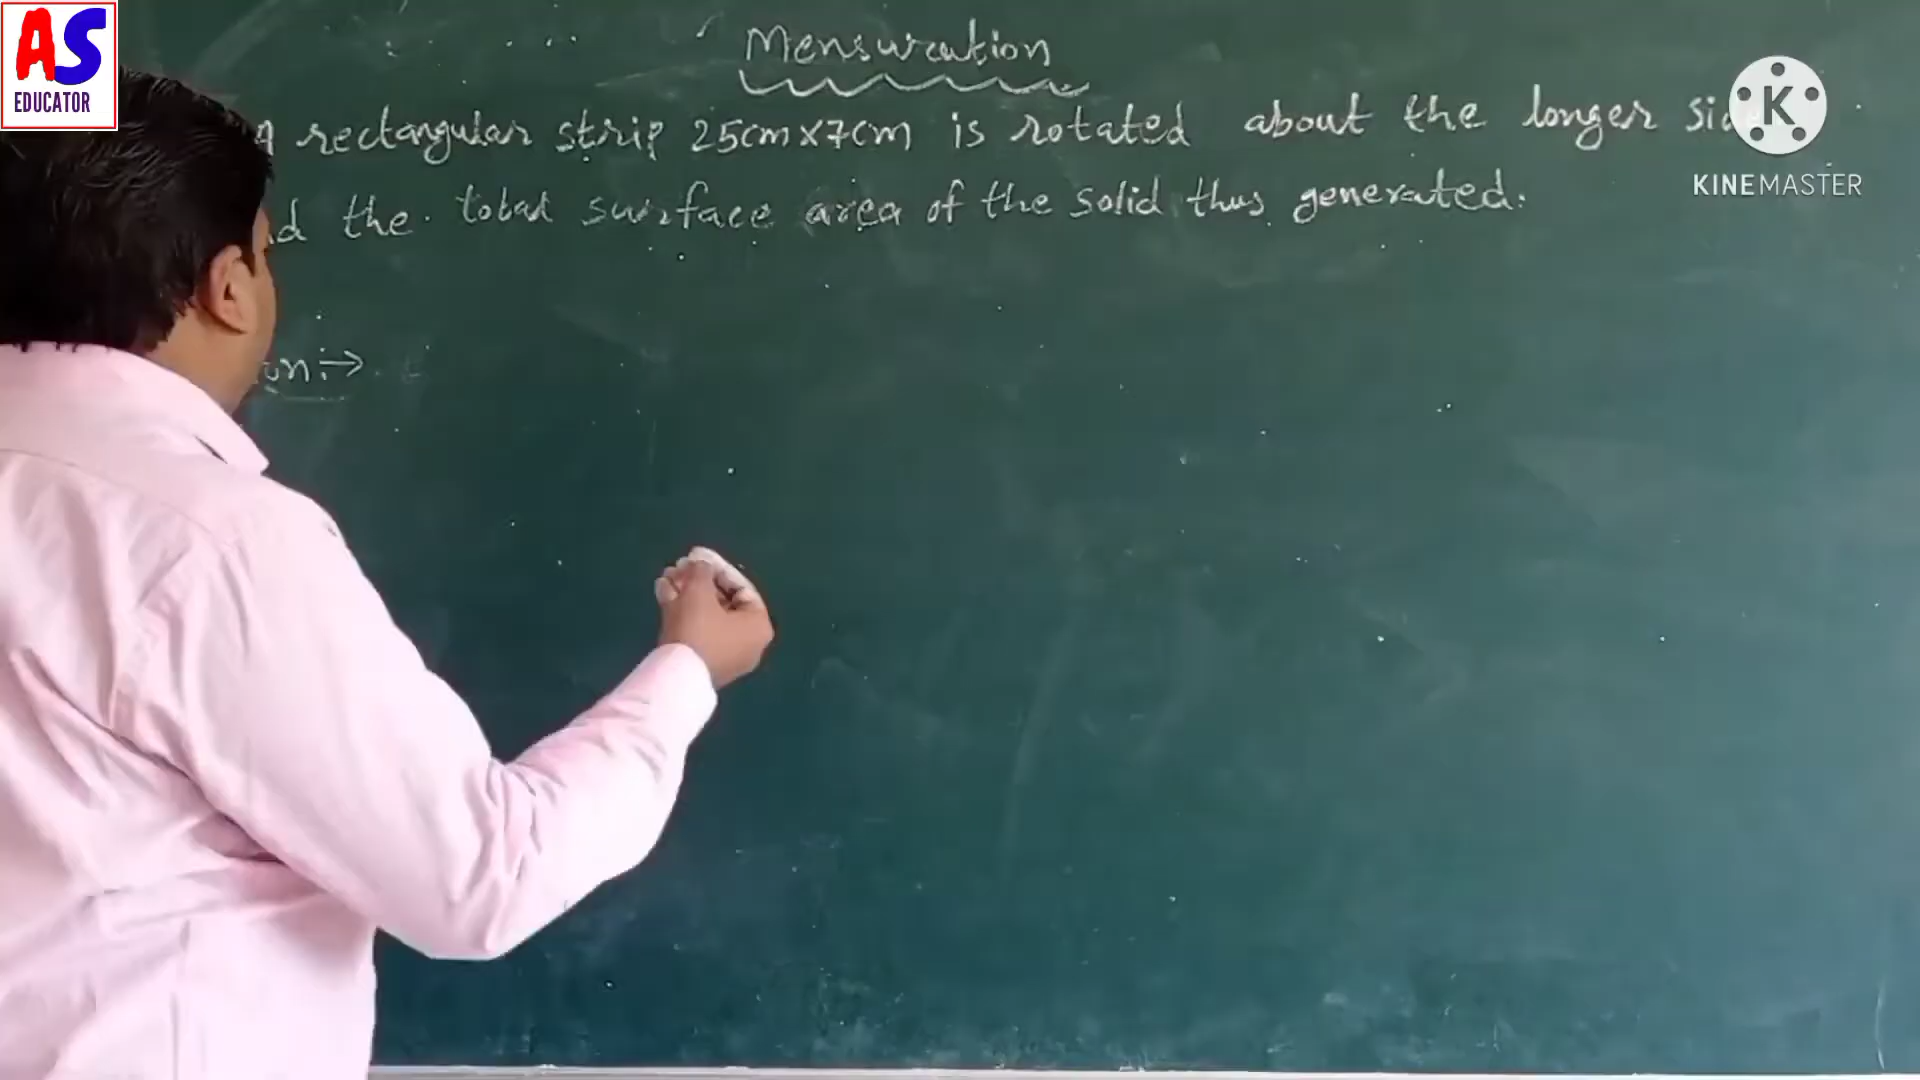 AS
EDUCATOR
Mensuration
A rectangular strip 25cm x 7cm is rotated about the longer
the total surface area of the solid thus generated.
KINEMASTER